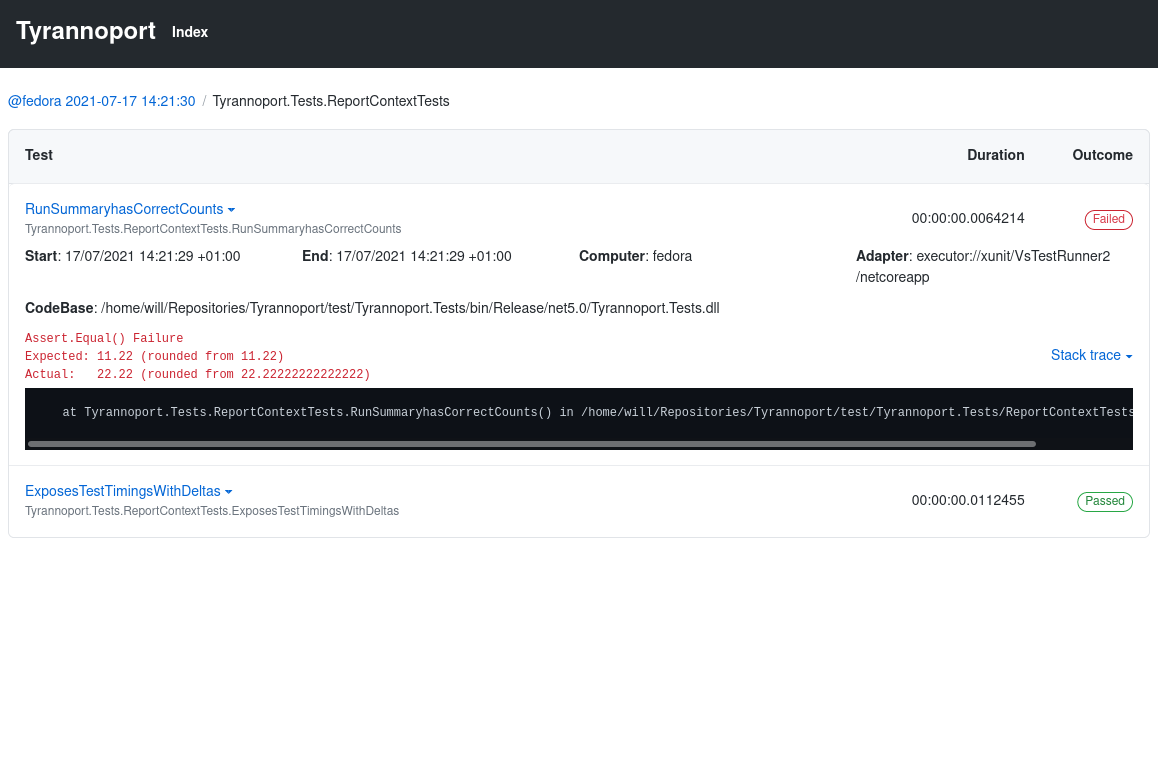 Tyrannoport Index
@fedora 2021-07-17 14:21:30 / Tyrannoport.Tests.ReportContextTests
Test Duration Outcome
RunSummaryhasCorrectCounts
Tyrannoport.Tests.ReportContextTests.RunSummaryhasCorrectCounts
00:00:00.0064214 Failed
Start: 17/07/2021 14:21:29 +01:00 End: 17/07/2021 14:21:29 +01:00 Computer: fedora Adapter: executor://xunit/VsTestRunner2
/netcoreapp
CodeBase: /home/will/Repositories/Tyrannoport/test/Tyrannoport.Tests/bin/Release/net5.0/Tyrannoport.Tests.dll
Assert.Equal() Failure
Expected: 11.22 (rounded from 11.22)
Actual:   22.22 (rounded from 22.22222222222222)
Stack trace
at Tyrannoport.Tests.ReportContextTests.RunSummaryhasCorrectCounts() in /home/will/Repositories/Tyrannoport/test/Tyrannoport.Tests/ReportContextTests
ExposesTestTimingsWithDeltas
Tyrannoport.Tests.ReportContextTests.ExposesTestTimingsWithDeltas
00:00:00.0112455 Passed